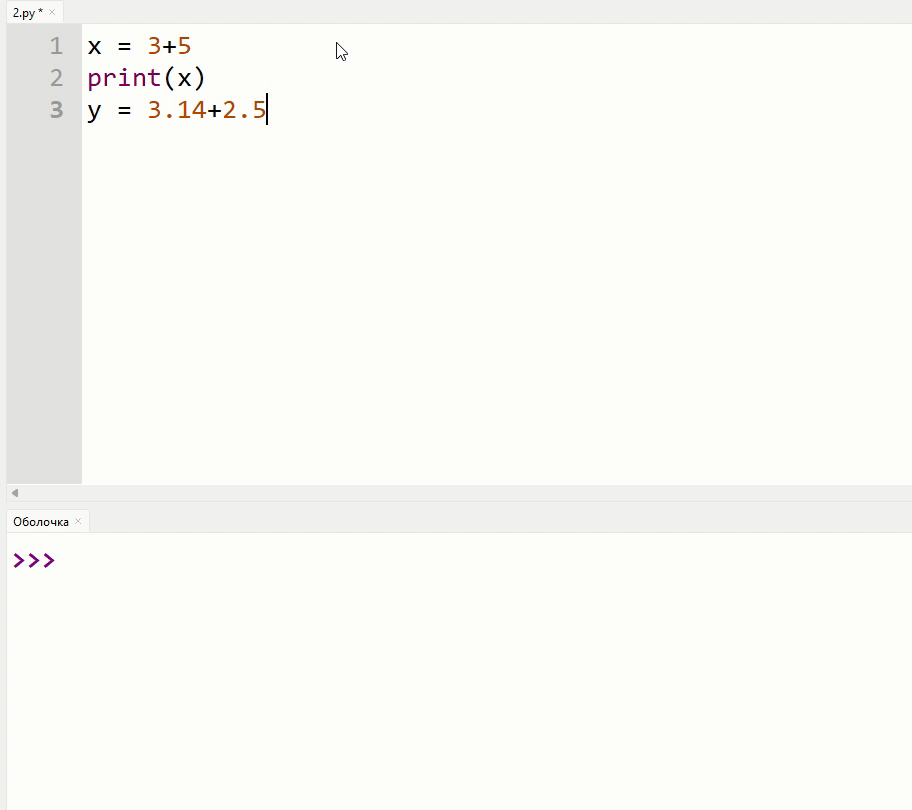 2.py * ×
1 x = 3+5
2 print(x)
3 y = 3.14+2.5
Оболочка ×
>>>